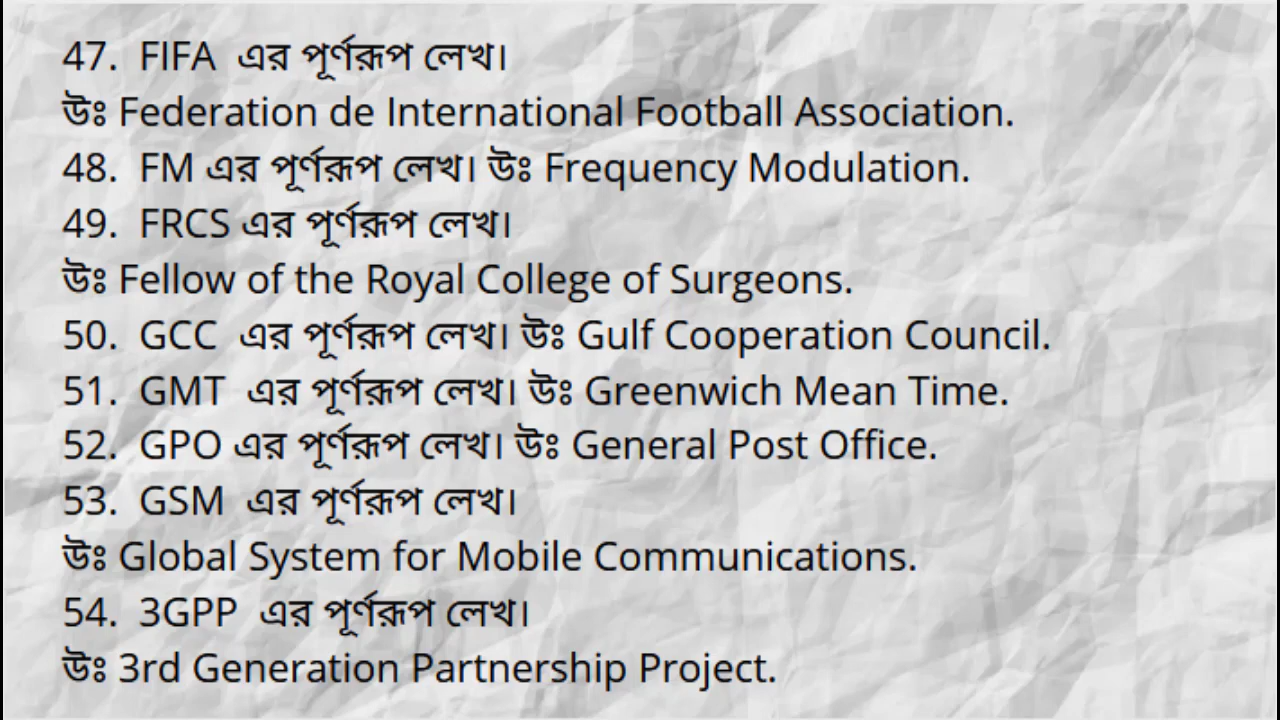 47. FIFA এর পূর্ণরূপ লেখ।
উঃ Federation de International Football Association.
48. FM এর পূর্ণরূপ লেখ। উঃ Frequency Modulation.
49. FRCS এর পূর্ণরূপ লেখ।
উঃ Fellow of the Royal College of Surgeons.
50. GCC এর পূর্ণরূপ লেখ। উঃ Gulf Cooperation Council.
51. GMT এর পূর্ণরূপ লেখ। উঃ Greenwich Mean Time.
52. GPO এর পূর্ণরূপ লেখ। উঃ General Post Office.
53. GSM এর পূর্ণরূপ লেখ।
উঃ Global System for Mobile Communications.
54. 3GPP এর পূর্ণরূপ লেখ।
উঃ 3rd Generation Partnership Project.